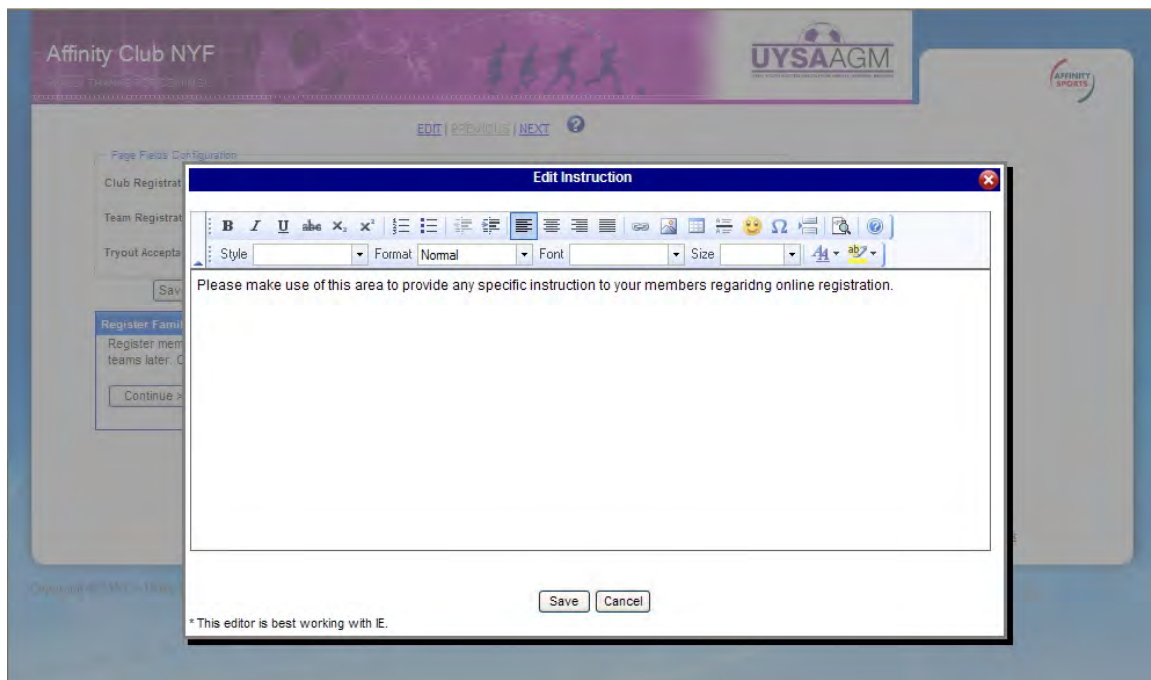 Affinity Club NYF
UYSAAGM
AFFINITY
SPORTS
EDIT | PREVIOUS | NEXT ?
Page Fields Configuration
Club Registrat
Team Registrat
Tryout Accepta
Sav
Register Famil
Register mem
teams later. C
Continue »
Edit Instruction
B I U abc X₂ x²
Style Format Normal Font Size
Please make use of this area to provide any specific instruction to your members regaridng online registration.
Save Cancel
* This editor is best working with IE.